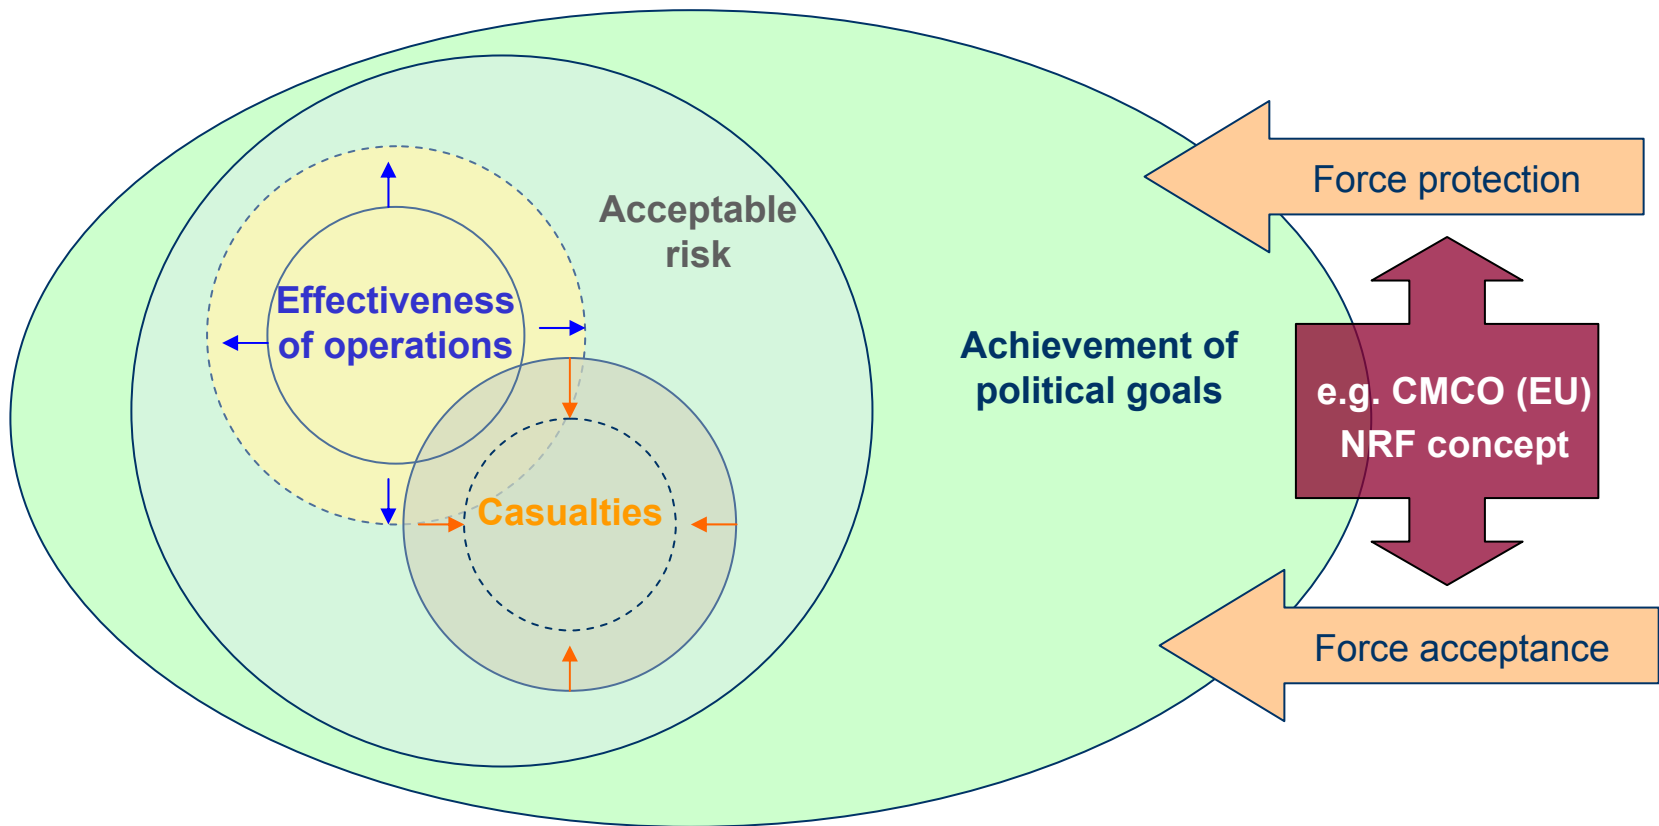 Force protection
Acceptable
risk
Effectiveness
of operations
Achievement of
political goals
e.g. CMCO (EU)
NRF concept
Casualties
Force acceptance